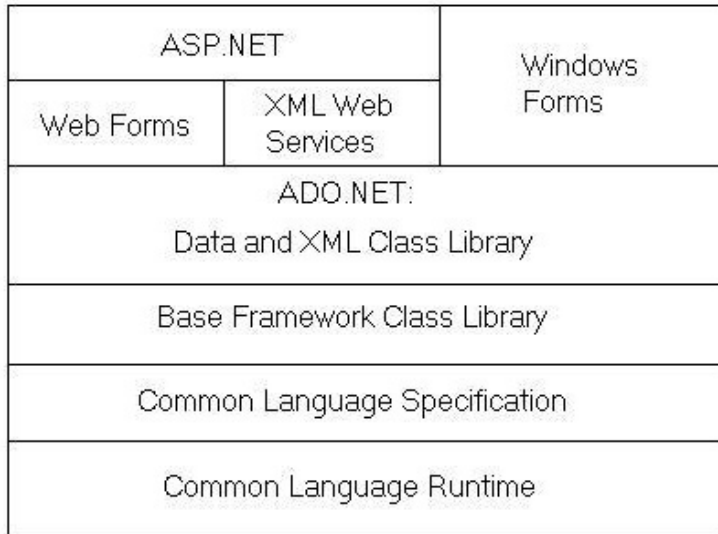 ASP.NET
Windows
Forms
Web Forms
XML Web
Services
ADO.NET:
Data and XML Class Library
Base Framework Class Library
Common Language Specification
Common Language Runtime